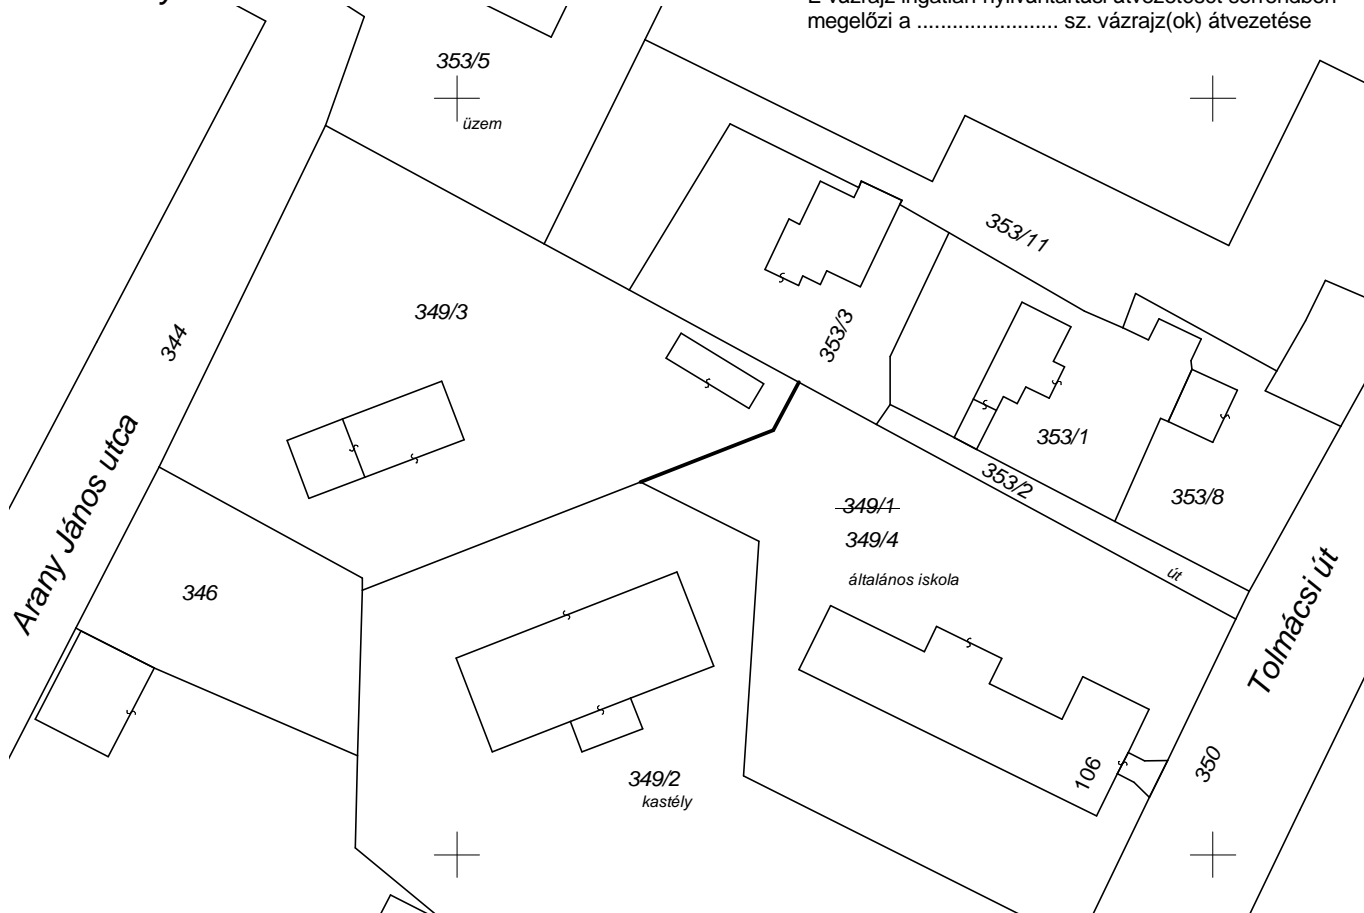 megelőzi a ........................ sz. vázrajz(ok) átvezetése
353/5
üzem
353/11
349/3
344
353/3
Arany János utca
353/1
353/2
353/8
349/1
349/4
általános iskola
út
346
Tolmácsi út
106
350
349/2
kastély